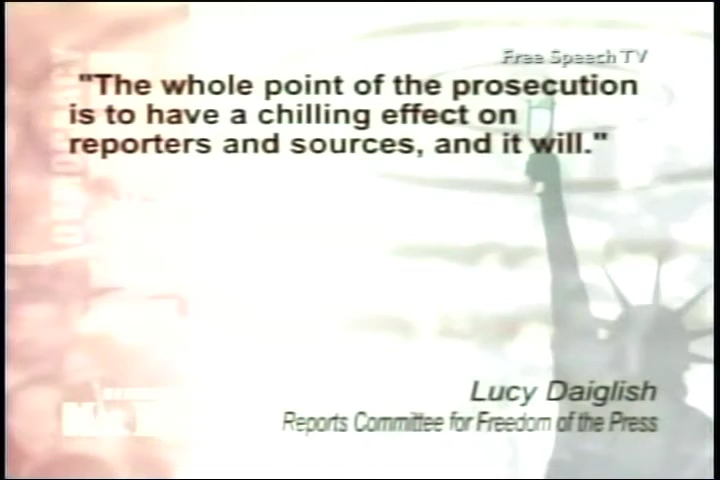 Free Speech TV
"The whole point of the prosecution
is to have a chilling effect on
reporters and sources, and it will."
Lucy Daiglish
Reports Committee for Freedom of the Press